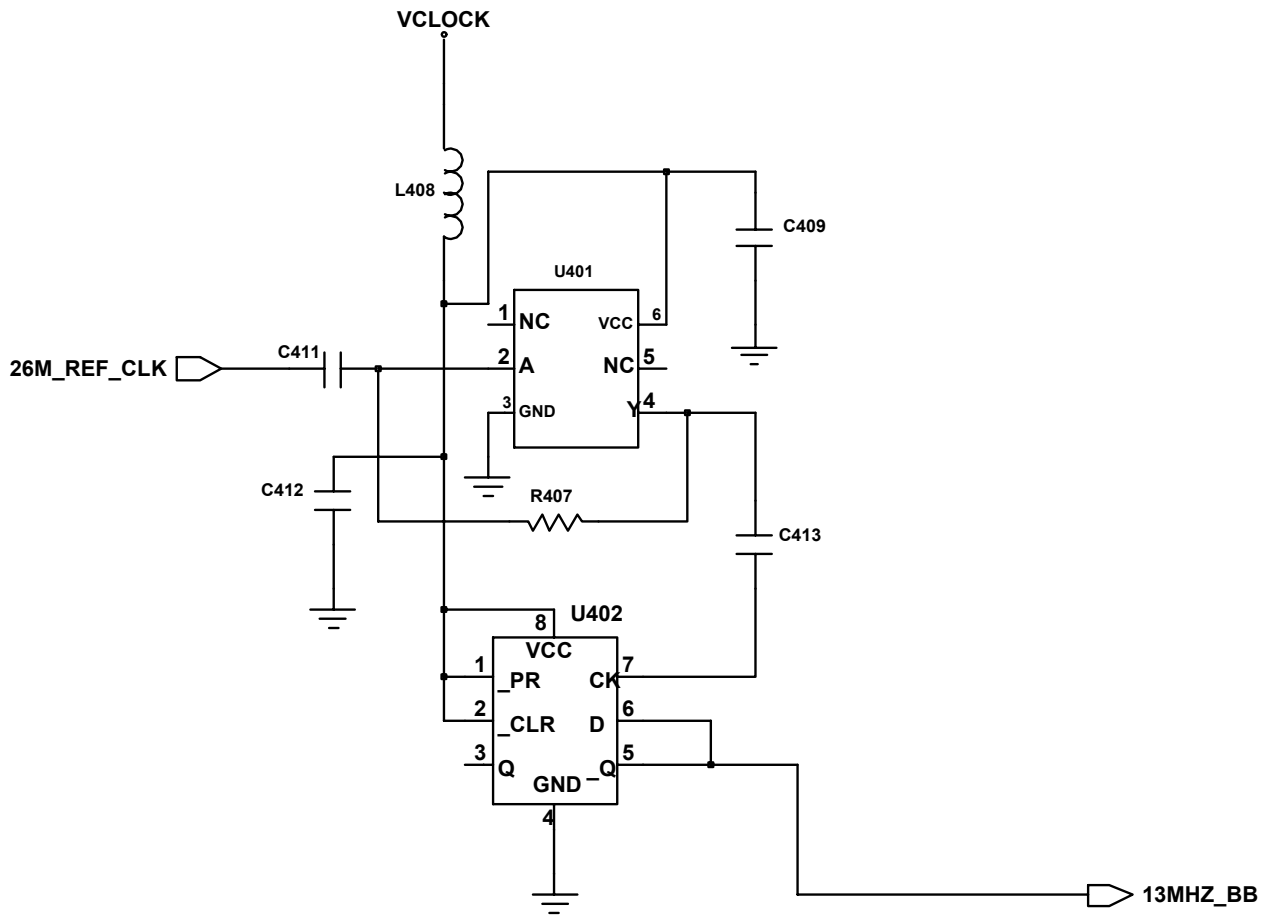 VCLOCK
L408
C409
U401
1 NC
VCC 6
26M_REF_CLK
C411
2 A
NC 5
3 GND
Y 4
C412
R407
C413
U402
8
VCC
1 _PR
CK 7
2 _CLR
D 6
3 Q
_Q 5
GND
4
13MHZ_BB